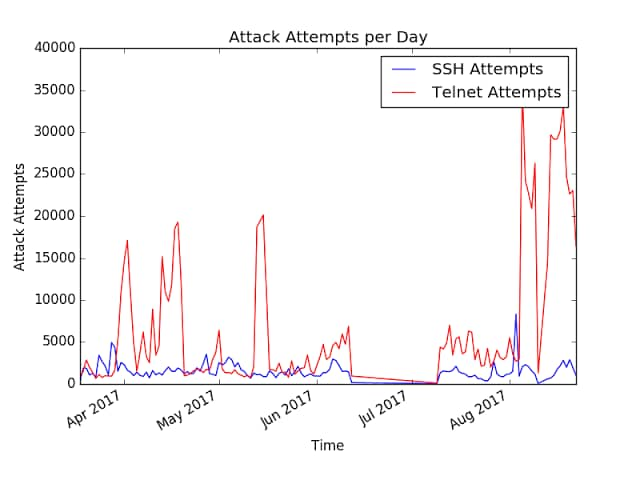 Attack Attempts per Day
SSH Attempts
Telnet Attempts
40000
35000
30000
25000
20000
15000
10000
5000
0
Attack Attempts
Apr 2017
May 2017
Jun 2017
Jul 2017
Aug 2017
Time